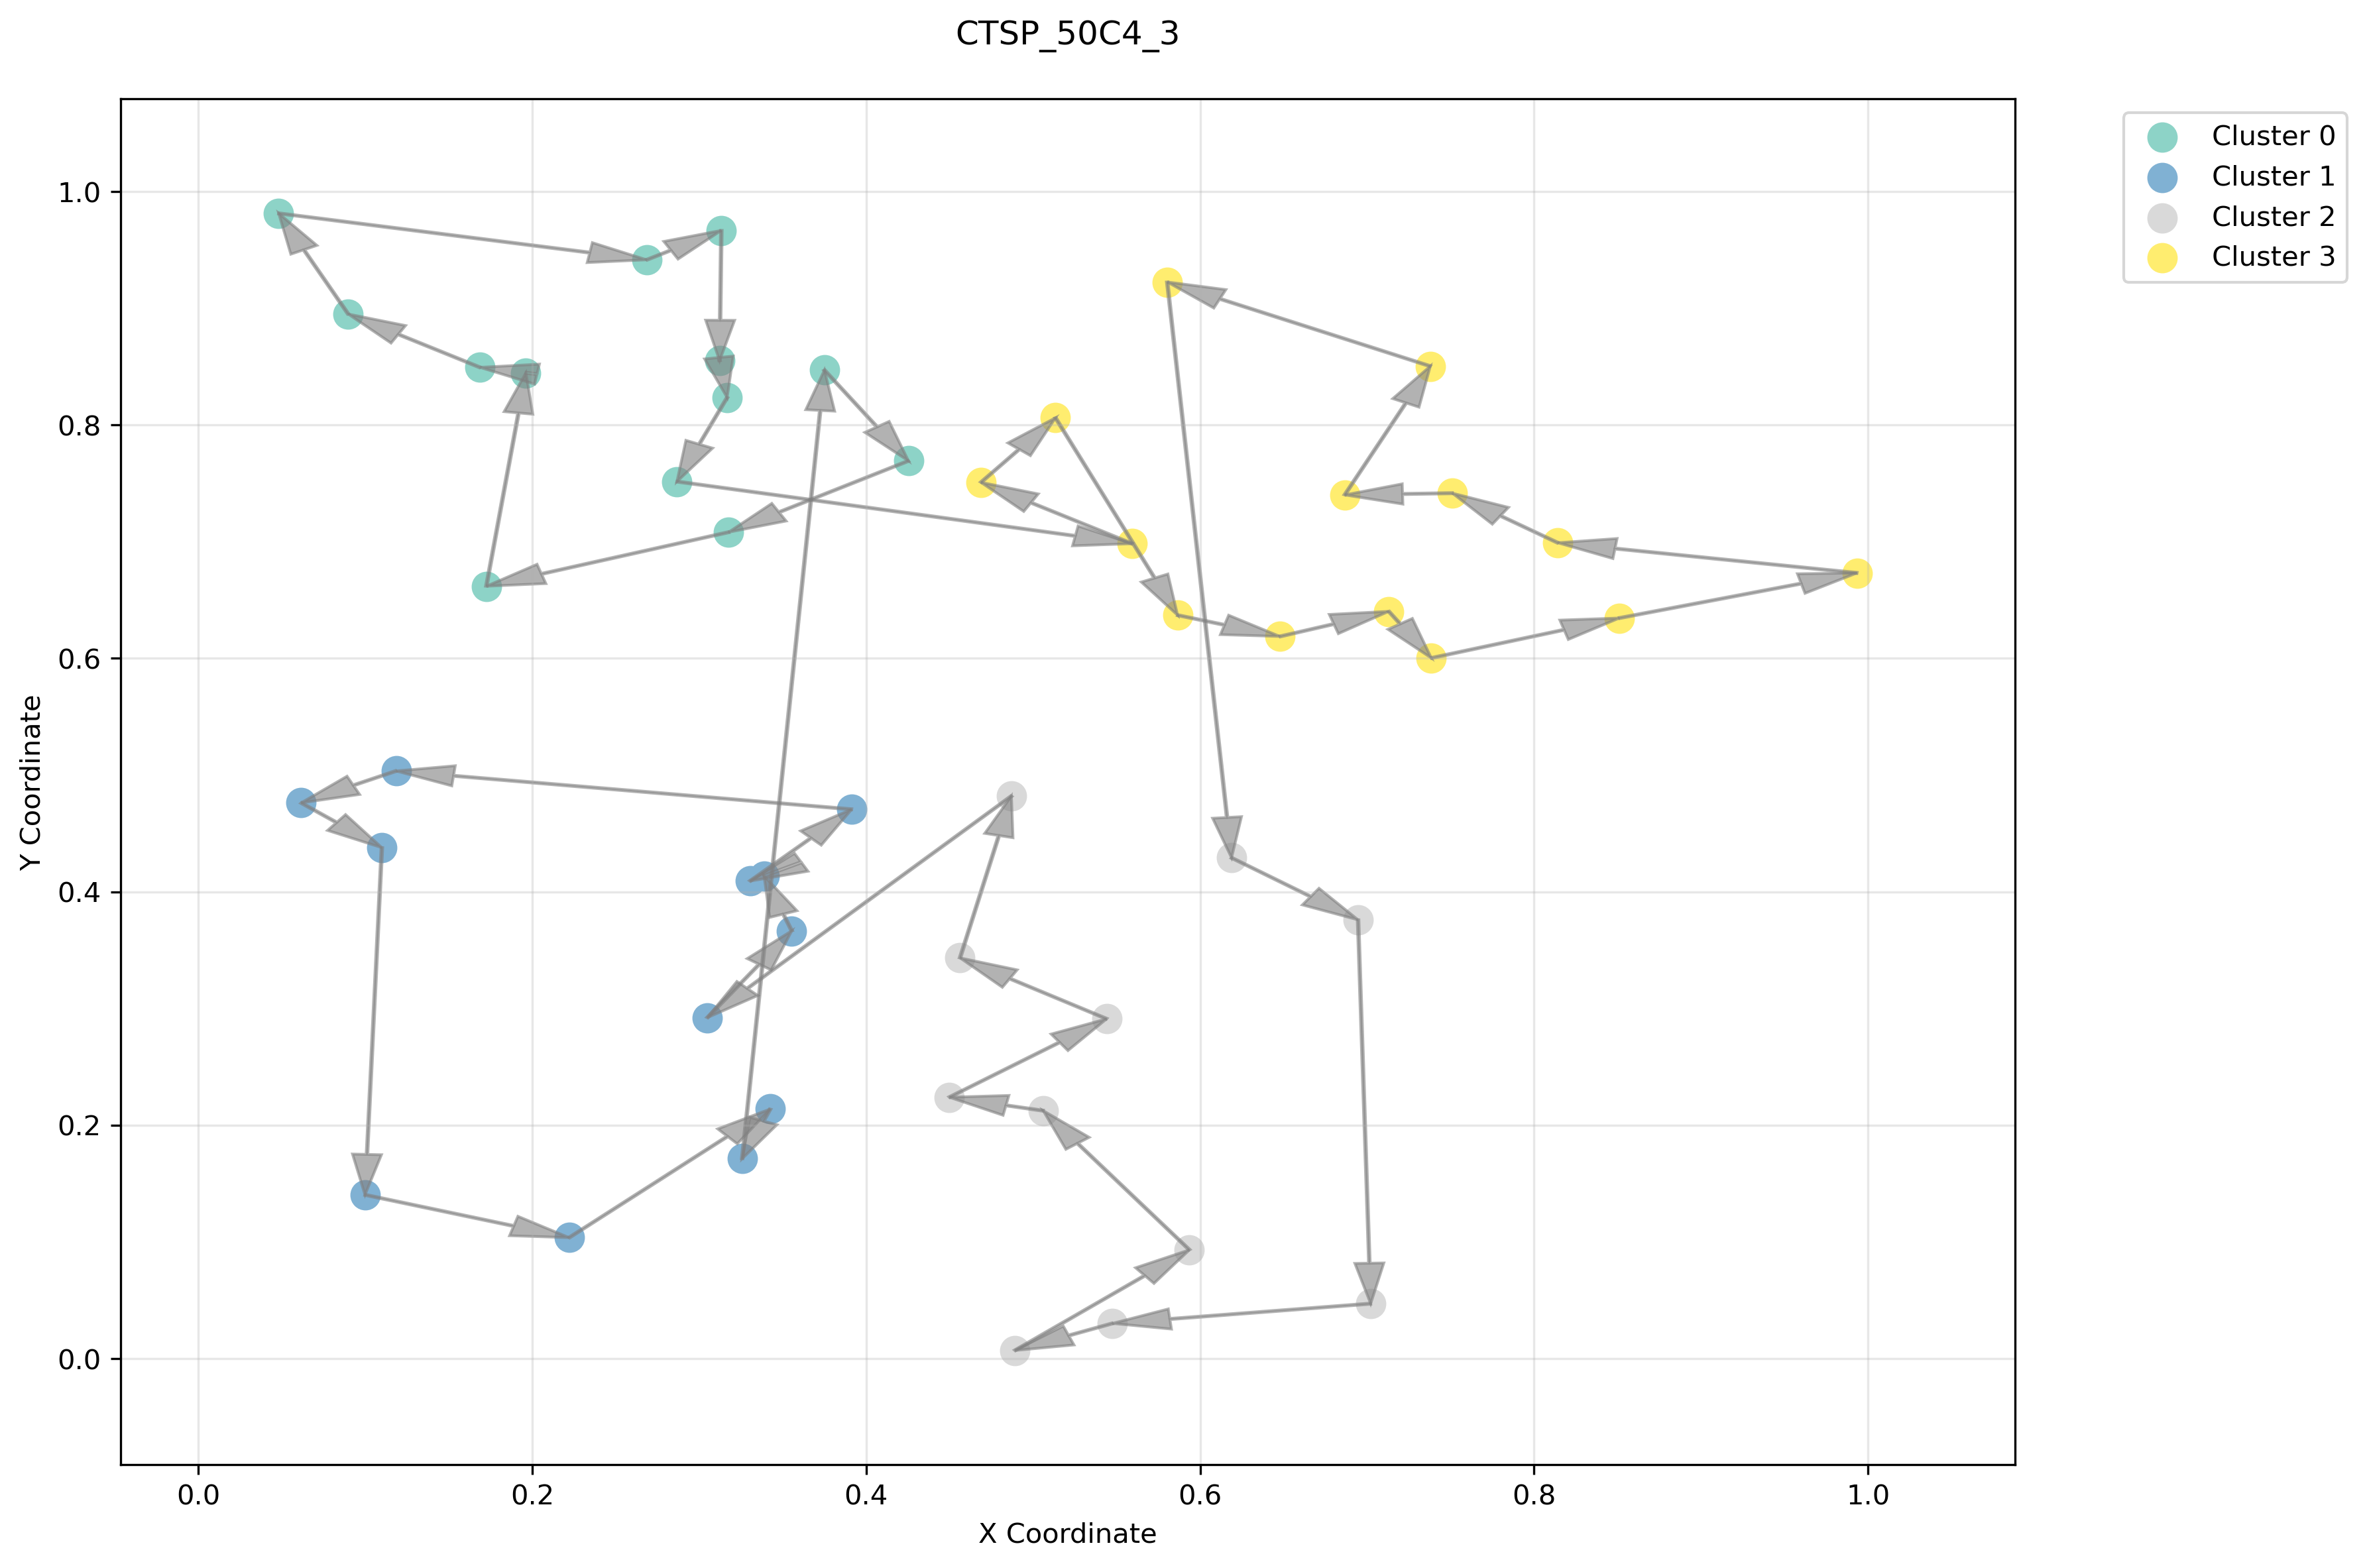 CTSP_50C4_3
Cluster 0
Cluster 1
Cluster 2
Cluster 3
1.0
0.8
0.6
0.4
0.2
0.0
Y Coordinate
0.0 0.2 0.4 0.6 0.8 1.0
X Coordinate